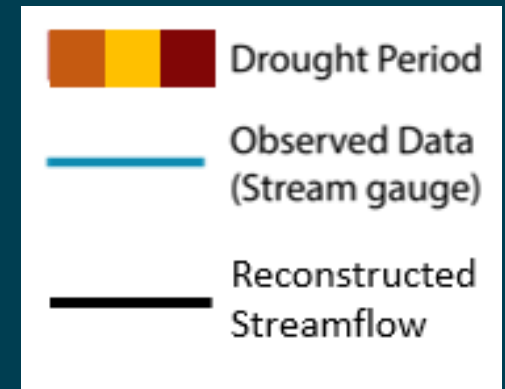 Drought Period
Observed Data
(Stream gauge)
Reconstructed
Streamflow